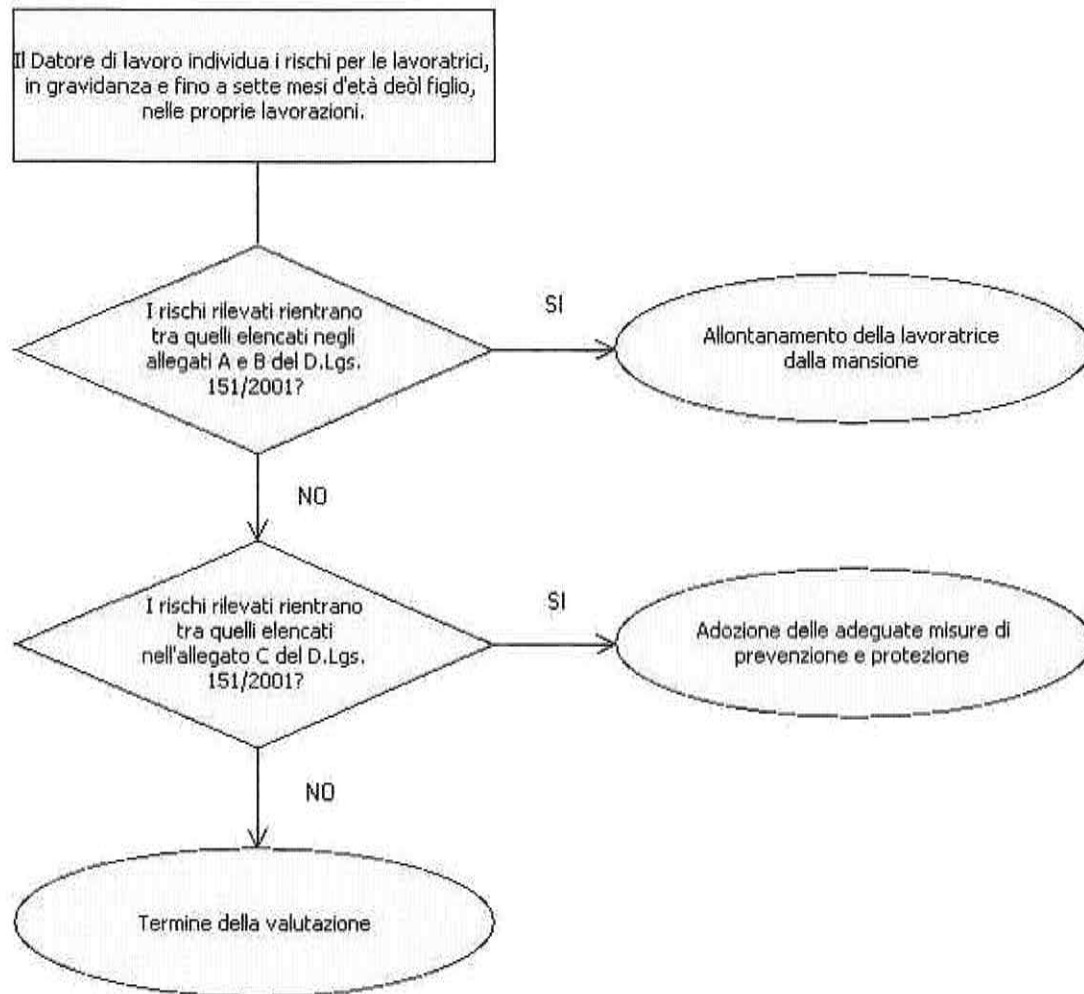 Il Datore di lavoro individua i rischi per le lavoratrici,
in gravidanza e fino a sette mesi d'età deòl figlio,
nelle proprie lavorazioni.
I rischi rilevati rientrano
tra quelli elencati negli
allegati A e B del D.Lgs.
151/2001?
SI
Allontanamento della lavoratrice
dalla mansione
NO
I rischi rilevati rientrano
tra quelli elencati
nell'allegato C del D.Lgs.
151/2001?
SI
Adozione delle adeguate misure di
prevenzione e protezione
NO
Termine della valutazione